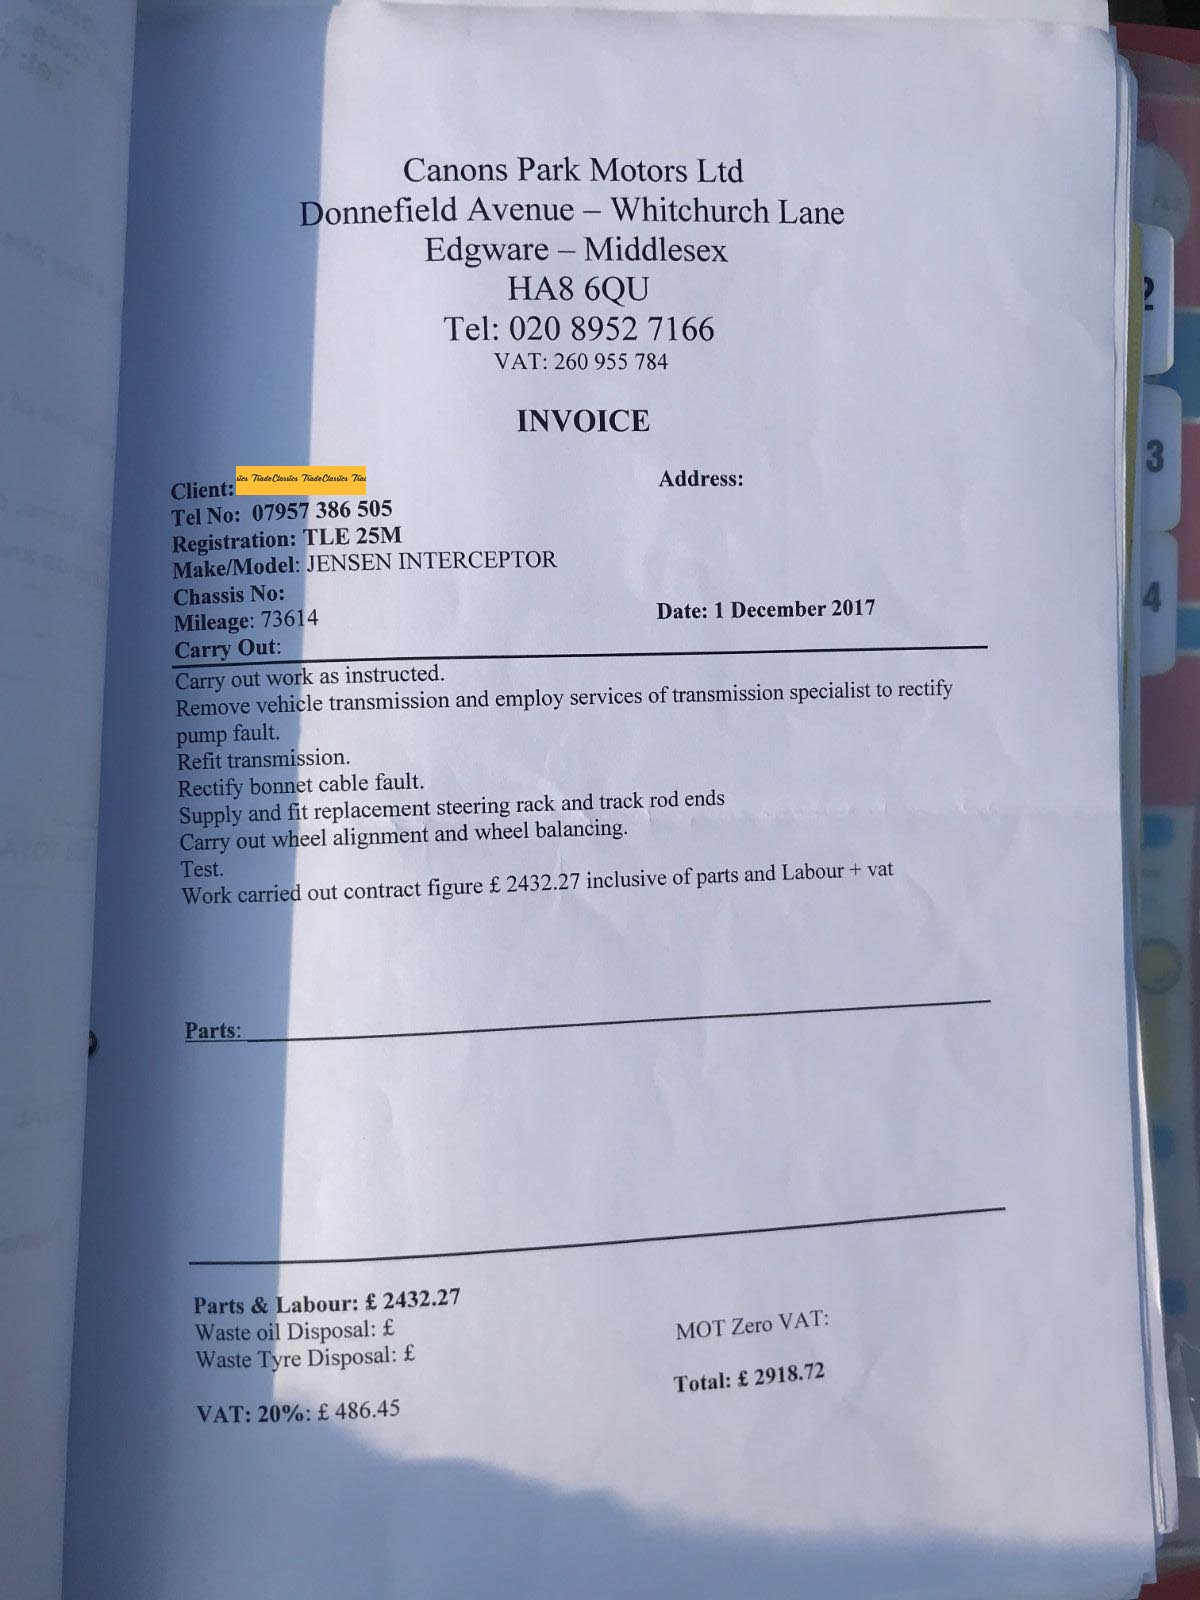 Canons Park Motors Ltd
Donnefield Avenue – Whitchurch Lane
Edgware – Middlesex
HA8 6QU
Tel: 020 8952 7166
VAT: 260 955 784
INVOICE
Client: TradeClassics TradeClassics
Address:
Tel No: 07957 386 505
Registration: TLE 25M
Make/Model: JENSEN INTERCEPTOR
Chassis No:
Mileage: 73614
Date: 1 December 2017
Carry Out:
Carry out work as instructed.
Remove vehicle transmission and employ services of transmission specialist to rectify
pump fault.
Refit transmission.
Rectify bonnet cable fault.
Supply and fit replacement steering rack and track rod ends
Carry out wheel alignment and wheel balancing.
Test.
Work carried out contract figure £ 2432.27 inclusive of parts and Labour + vat
Parts:
Parts & Labour: £ 2432.27
Waste oil Disposal: £
Waste Tyre Disposal: £
MOT Zero VAT:
VAT: 20%: £ 486.45
Total: £ 2918.72
2
3
4